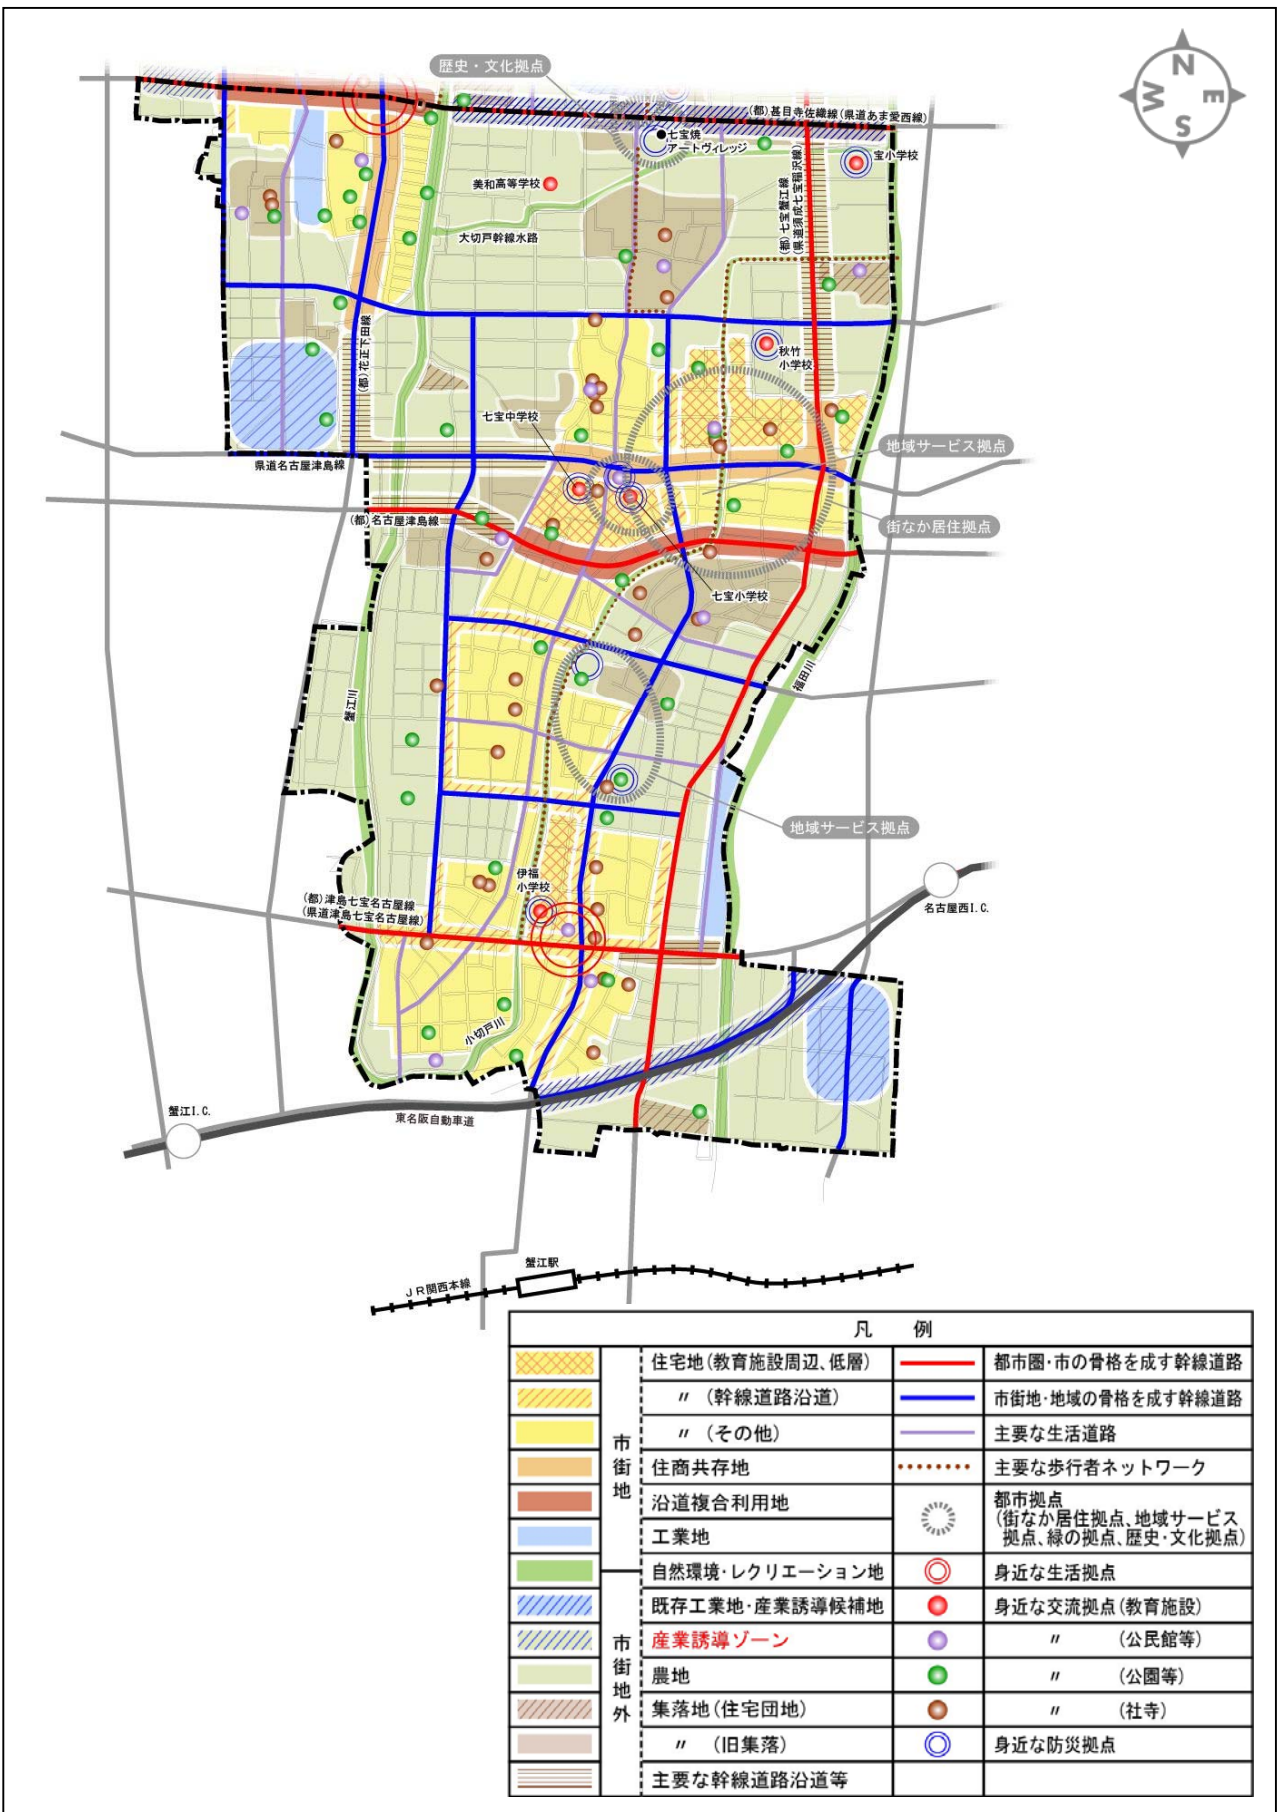 歴史・文化拠点
N
W
E
S
(都)甚目寺佐織線(県道あま愛西線)
七宝焼
アートヴィレッジ
宝小学校
美和高等学校
(都)七宝蟹江線
(県道須成七宝稲沢線)
大切戸幹線水路
(都)花正下田線
秋竹
小学校
七宝中学校
地域サービス拠点
県道名古屋津島線
(都)名古屋津島線
街なか居住拠点
七宝小学校
福田川
蟹江川
地域サービス拠点
伊福
小学校
(都)津島七宝名古屋線
(県道津島七宝名古屋線)
名古屋西I.C.
小切戸川
蟹江I.C.
東名阪自動車道
蟹江駅
JR関西本線
凡 例
市街地
住宅地(教育施設周辺、低層)
都市圏・市の骨格を成す幹線道路
〃 (幹線道路沿道)
市街地・地域の骨格を成す幹線道路
〃 (その他)
主要な生活道路
住商共存地
主要な歩行者ネットワーク
沿道複合利用地
都市拠点
(街なか居住拠点、地域サービス
拠点、緑の拠点、歴史・文化拠点)
工業地
自然環境・レクリエーション地
身近な生活拠点
市街地外
既存工業地・産業誘導候補地
身近な交流拠点(教育施設)
産業誘導ゾーン
〃 (公民館等)
農地
〃 (公園等)
集落地(住宅団地)
〃 (社寺)
〃 (旧集落)
身近な防災拠点
主要な幹線道路沿道等